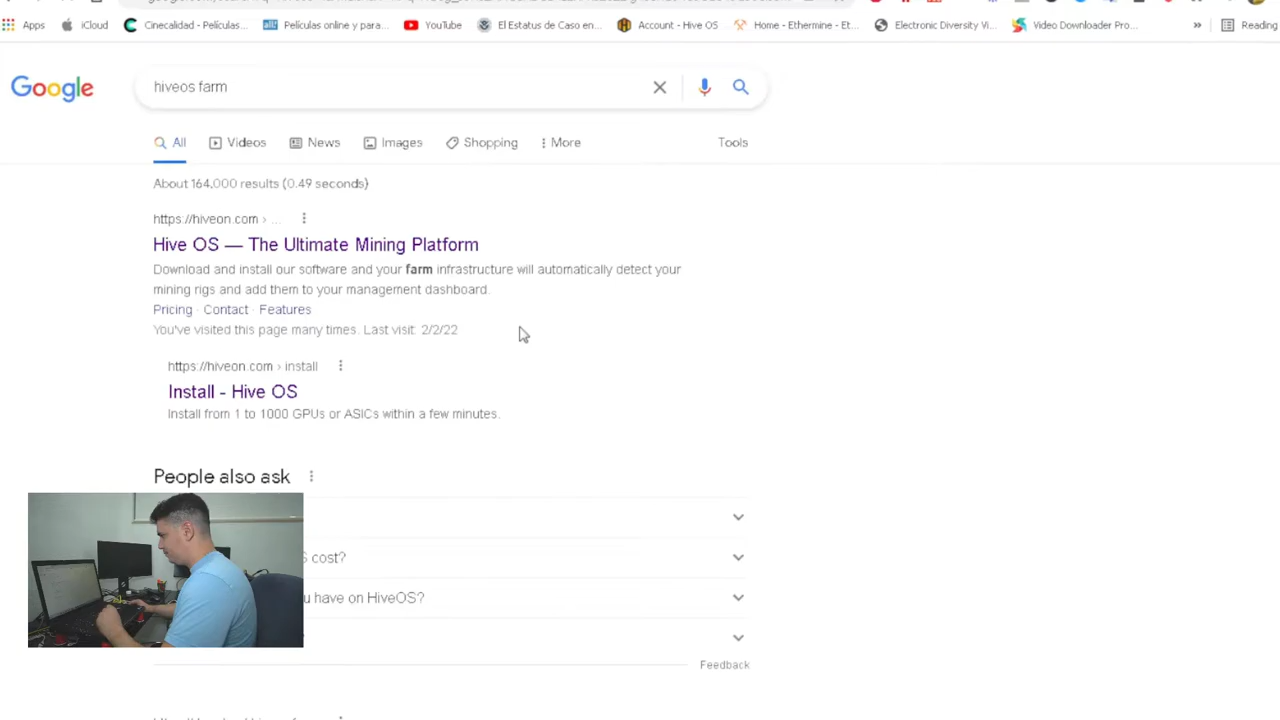 Apps iCloud Cinecalidad - Películas... Películas online y para... YouTube El Estatus de Caso en... Account - Hive OS Home - Ethermine - Et... Electronic Diversity Vi... Video Downloader Pro... » Reading
Google hiveos farm
All Videos News Images Shopping More Tools
About 164,000 results (0.49 seconds)
https://hiveon.com › ...
Hive OS — The Ultimate Mining Platform
Download and install our software and your farm infrastructure will automatically detect your
mining rigs and add them to your management dashboard.
Pricing · Contact · Features
You've visited this page many times. Last visit: 2/2/22
https://hiveon.com › install
Install - Hive OS
Install from 1 to 1000 GPUs or ASICs within a few minutes.
People also ask
cost?
have on HiveOS?
Feedback